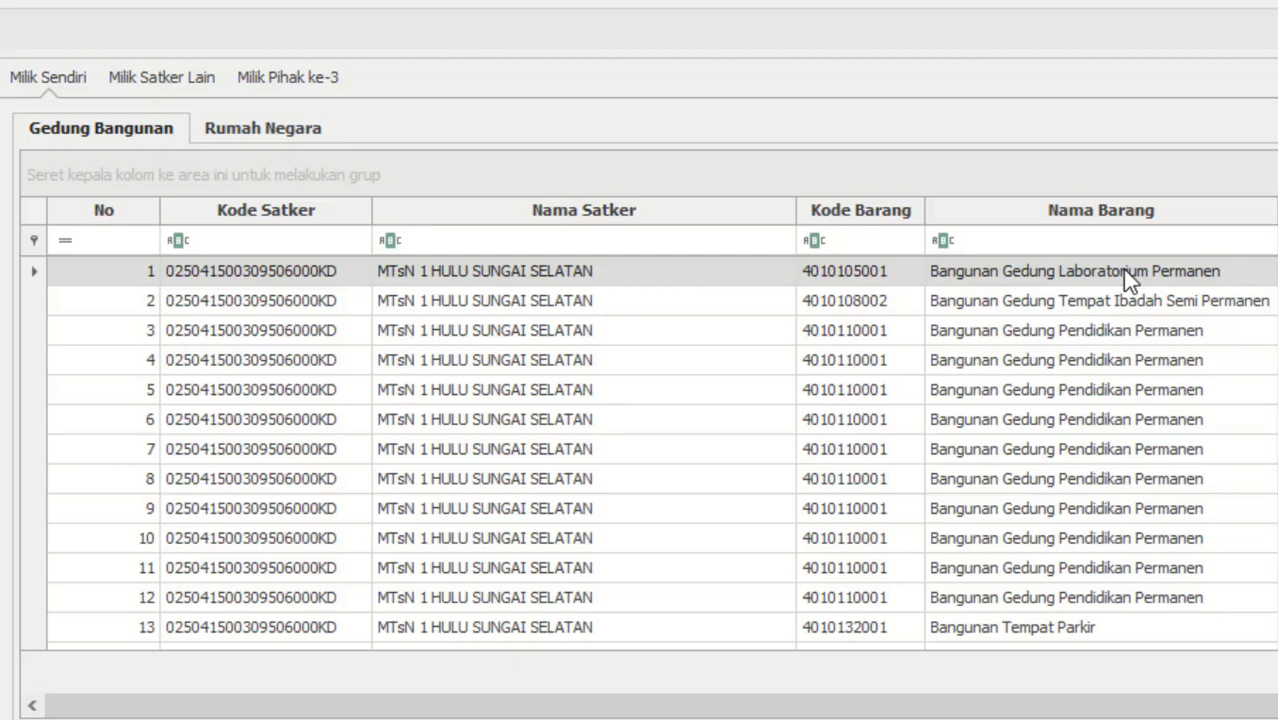 Milik Sendiri Milik Satker Lain Milik Pihak ke-3
Gedung Bangunan Rumah Negara
Seret kepala kolom ke area ini untuk melakukan grup
No Kode Satker Nama Satker Kode Barang Nama Barang
= ABC ABC ABC ABC
1 025041500309506000KD MTsN 1 HULU SUNGAI SELATAN 4010105001 Bangunan Gedung Laboratorium Permanen
2 025041500309506000KD MTsN 1 HULU SUNGAI SELATAN 4010108002 Bangunan Gedung Tempat Ibadah Semi Permanen
3 025041500309506000KD MTsN 1 HULU SUNGAI SELATAN 4010110001 Bangunan Gedung Pendidikan Permanen
4 025041500309506000KD MTsN 1 HULU SUNGAI SELATAN 4010110001 Bangunan Gedung Pendidikan Permanen
5 025041500309506000KD MTsN 1 HULU SUNGAI SELATAN 4010110001 Bangunan Gedung Pendidikan Permanen
6 025041500309506000KD MTsN 1 HULU SUNGAI SELATAN 4010110001 Bangunan Gedung Pendidikan Permanen
7 025041500309506000KD MTsN 1 HULU SUNGAI SELATAN 4010110001 Bangunan Gedung Pendidikan Permanen
8 025041500309506000KD MTsN 1 HULU SUNGAI SELATAN 4010110001 Bangunan Gedung Pendidikan Permanen
9 025041500309506000KD MTsN 1 HULU SUNGAI SELATAN 4010110001 Bangunan Gedung Pendidikan Permanen
10 025041500309506000KD MTsN 1 HULU SUNGAI SELATAN 4010110001 Bangunan Gedung Pendidikan Permanen
11 025041500309506000KD MTsN 1 HULU SUNGAI SELATAN 4010110001 Bangunan Gedung Pendidikan Permanen
12 025041500309506000KD MTsN 1 HULU SUNGAI SELATAN 4010110001 Bangunan Gedung Pendidikan Permanen
13 025041500309506000KD MTsN 1 HULU SUNGAI SELATAN 4010132001 Bangunan Tempat Parkir